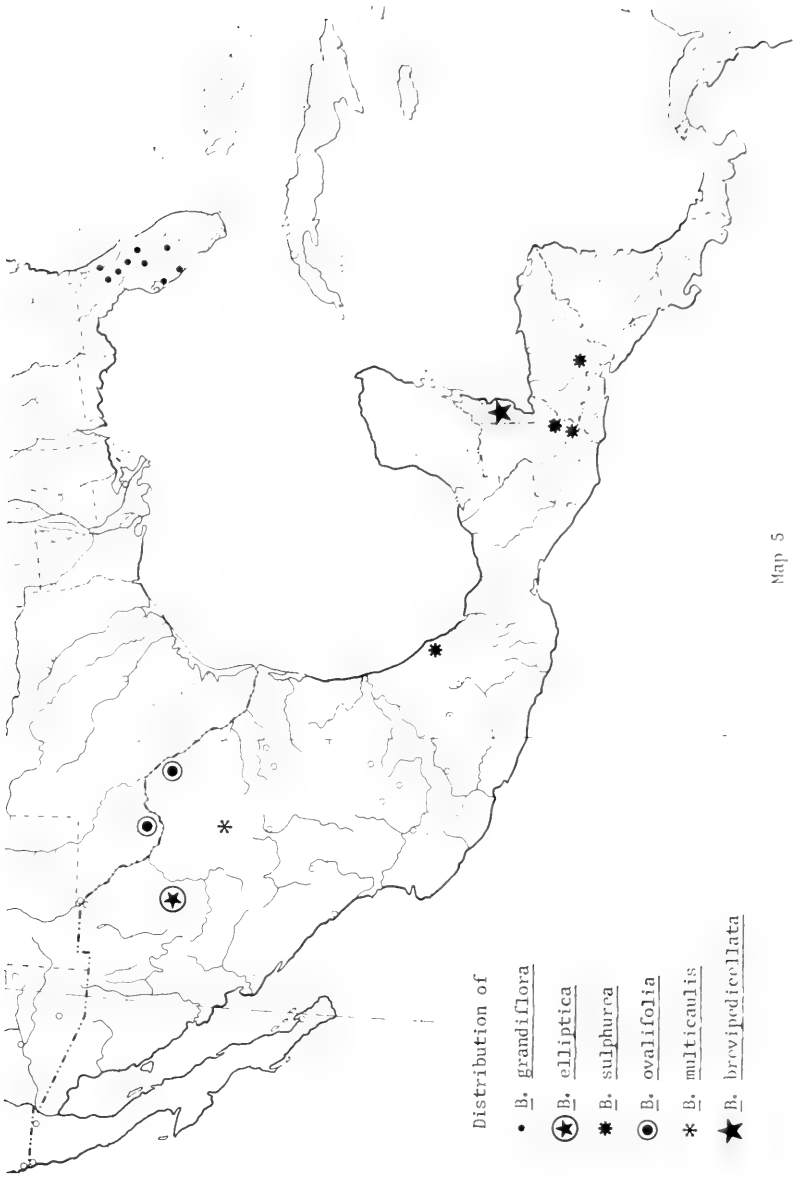 Distribution of
B. grandiflora
B. elliptica
B. sulphurea
B. ovalifolia
B. multicaulis
B. brevipedicellata
Map 5